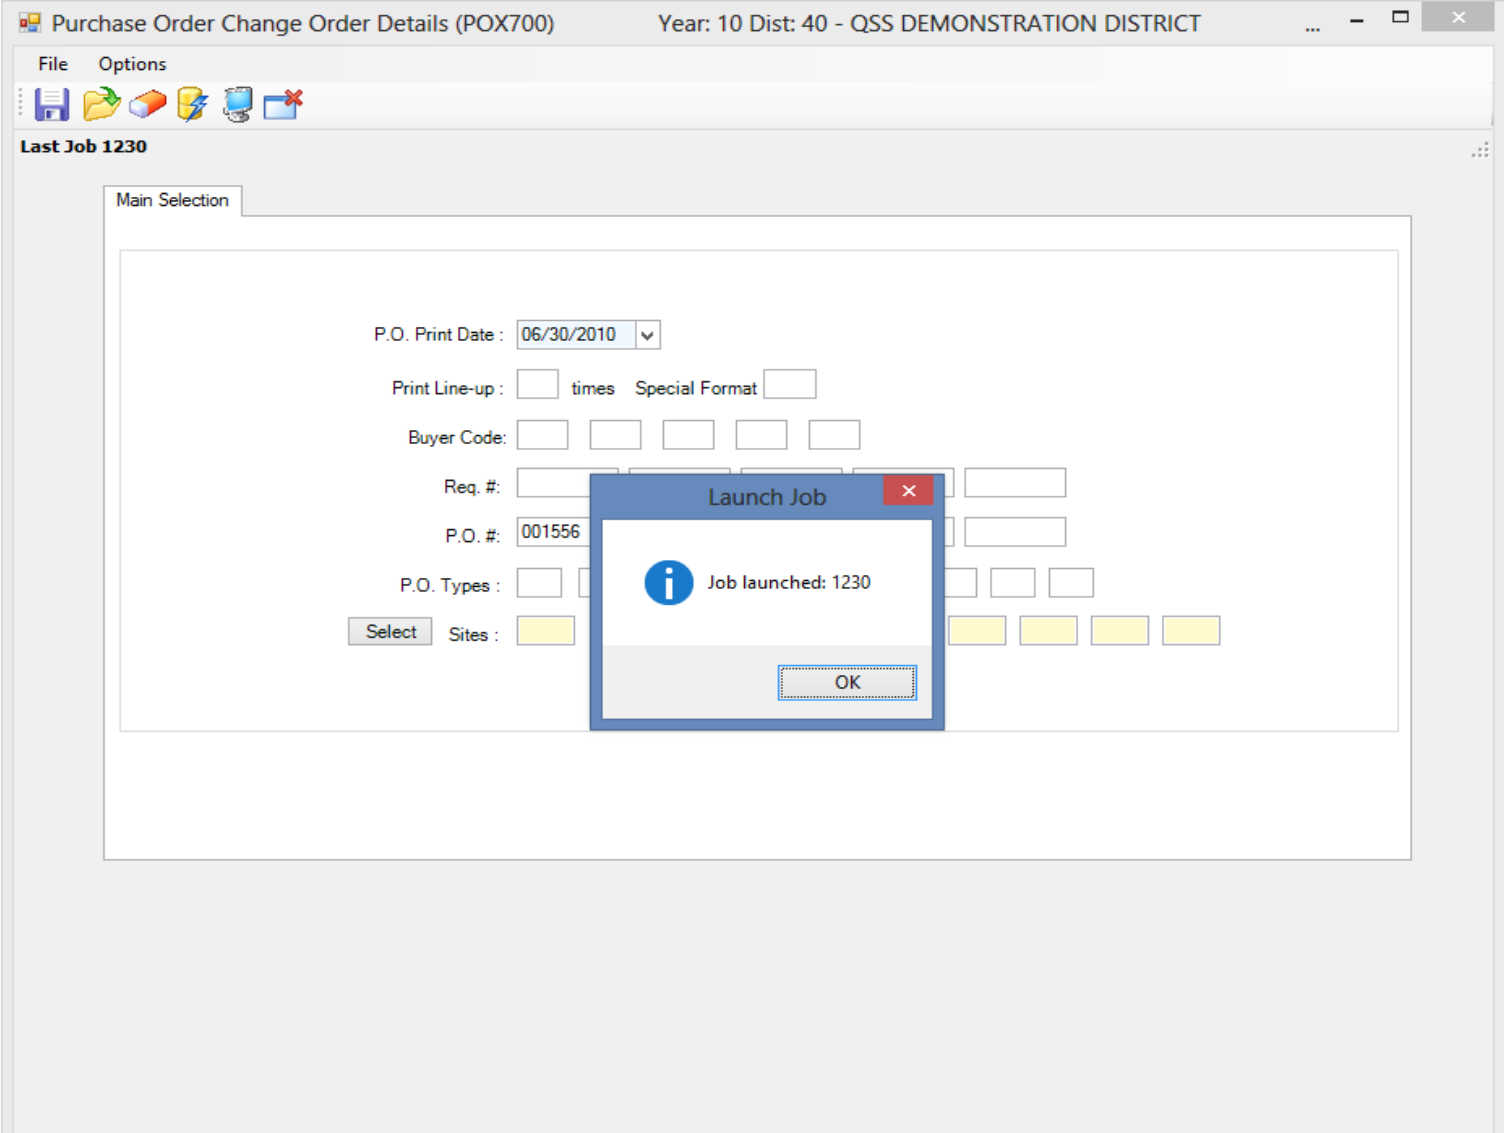 Purchase Order Change Order Details (POX700) Year: 10 Dist: 40 - QSS DEMONSTRATION DISTRICT ...
File Options
Last Job 1230
Main Selection
P.O. Print Date : 06/30/2010
Print Line-up : times Special Format
Buyer Code:
Req. #:
Launch Job
P.O. #: 001556
Job launched: 1230
P.O. Types :
Select Sites :
OK